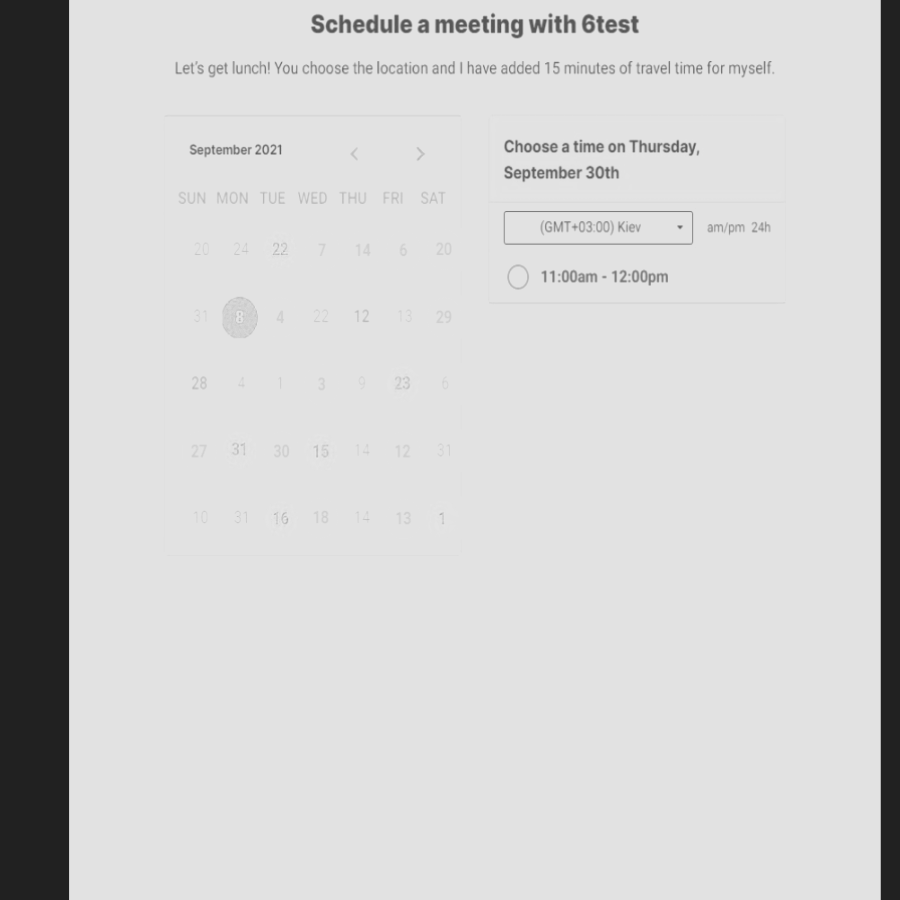 Schedule a meeting with 6test
Let's get lunch! You choose the location and I have added 15 minutes of travel time for myself.
September 2021
SUN MON TUE WED THU FRI SAT
20 24 22 7 14 6 20
31 8 4 22 12 13 29
28 4 1 3 9 23 6
27 31 30 15 14 12 31
10 31 16 18 14 13 1
Choose a time on Thursday,
September 30th
(GMT+03:00) Kiev am/pm 24h
11:00am - 12:00pm